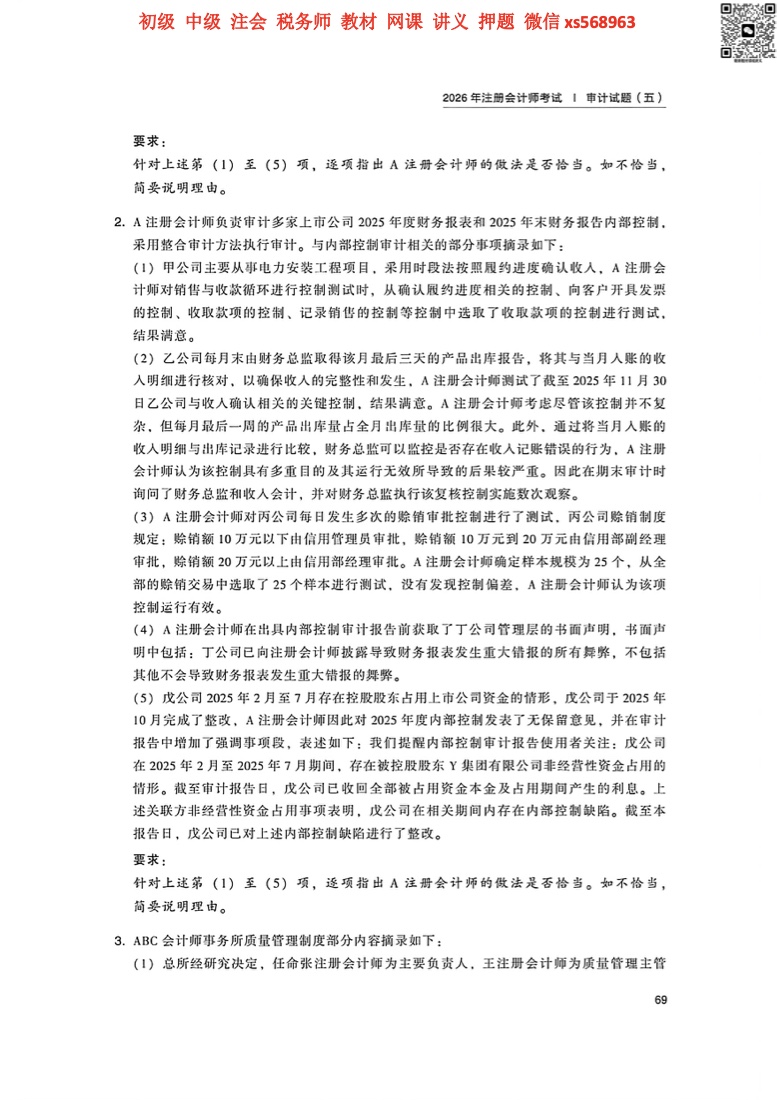 初级 中级 注会 税务师 教材 网课 讲义 押题 微信 xs568963
2026 年注册会计师考试 | 审计试题（五）
要求：
针对上述第（1）至（5）项，逐项指出 A 注册会计师的做法是否恰当。如不恰当，
简要说明理由。
2. A 注册会计师负责审计多家上市公司 2025 年度财务报表和 2025 年末财务报告内部控制，
采用整合审计方法执行审计。与内部控制审计相关的部分事项摘录如下：
（1）甲公司主要从事电力安装工程项目，采用时段法按照履约进度确认收入，A 注册会
计师对销售与收款循环进行控制测试时，从确认履约进度相关的控制、向客户开具发票
的控制、收取款项的控制、记录销售的控制等控制中选取了收取款项的控制进行测试，
结果满意。
（2）乙公司每月末由财务总监取得该月最后三天的产品出库报告，将其与当月入账的收
入明细进行核对，以确保收入的完整性和发生，A 注册会计师测试了截至 2025 年 11 月 30
日乙公司与收入确认相关的关键控制，结果满意。A 注册会计师考虑尽管该控制并不复
杂，但每月最后一周的产品出库量占全月出库量的比例很大。此外，通过将当月入账的
收入明细与出库记录进行比较，财务总监可以监控是否存在收入记账错误的行为，A 注册
会计师认为该控制具有多重目的及其运行无效所导致的后果较严重。因此在期末审计时
询问了财务总监和收入会计，并对财务总监执行该复核控制实施数次观察。
（3）A 注册会计师对丙公司每日发生多次的赊销审批控制进行了测试，丙公司赊销制度
规定：赊销额 10 万元以下由信用管理员审批，赊销额 10 万元到 20 万元由信用部副经理
审批，赊销额 20 万元以上由信用部经理审批。A 注册会计师确定样本规模为 25 个，从全
部的赊销交易中选取了 25 个样本进行测试，没有发现控制偏差，A 注册会计师认为该项
控制运行有效。
（4）A 注册会计师在出具内部控制审计报告前获取了丁公司管理层的书面声明，书面声
明中包括：丁公司已向注册会计师披露导致财务报表发生重大错报的所有舞弊，不包括
其他不会导致财务报表发生重大错报的舞弊。
（5）戊公司 2025 年 2 月至 7 月存在控股股东占用上市公司资金的情形，戊公司于 2025 年
10 月完成了整改，A 注册会计师因此对 2025 年度内部控制发表了无保留意见，并在审计
报告中增加了强调事项段，表述如下：我们提醒内部控制审计报告使用者关注：戊公司
在 2025 年 2 月至 2025 年 7 月期间，存在被控股股东 Y 集团有限公司非经营性资金占用的
情形。截至审计报告日，戊公司已收回全部被占用资金本金及占用期间产生的利息。上
述关联方非经营性资金占用事项表明，戊公司在相关期间内存在内部控制缺陷。截至本
报告日，戊公司已对上述内部控制缺陷进行了整改。
要求：
针对上述第（1）至（5）项，逐项指出 A 注册会计师的做法是否恰当。如不恰当，
简要说明理由。
3. ABC 会计师事务所质量管理制度部分内容摘录如下：
（1）总所经研究决定，任命张注册会计师为主要负责人，王注册会计师为质量管理主管
69